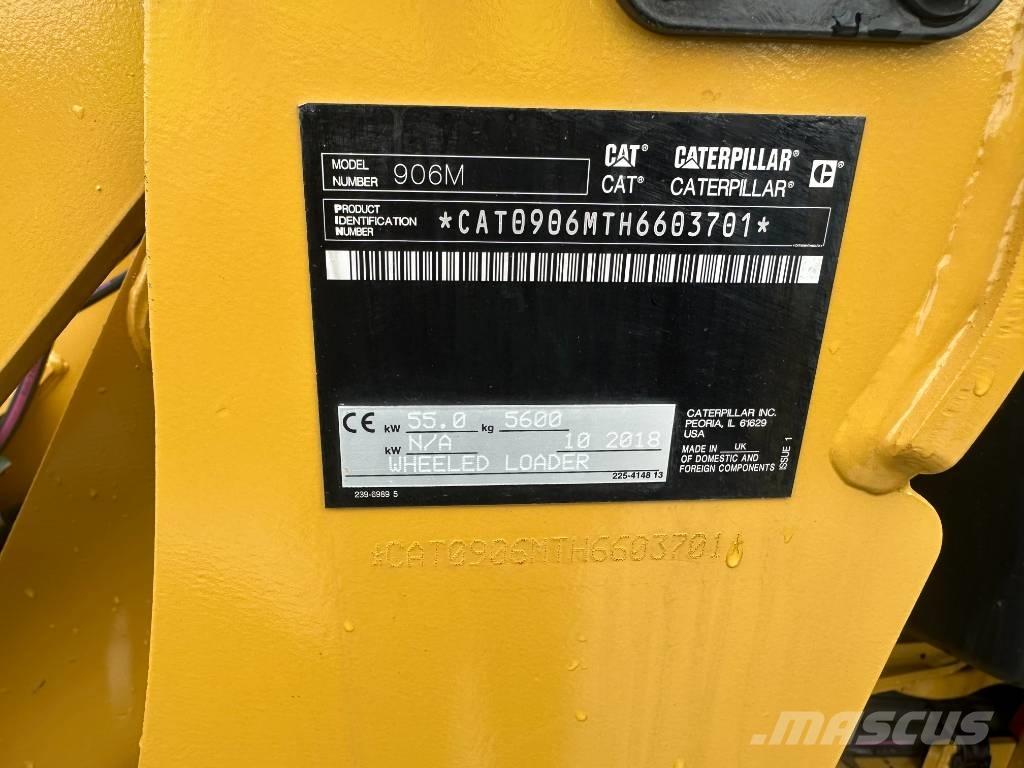 MODEL NUMBER 906M
CAT® CATERPILLAR® ®
CAT® CATERPILLAR®
PRODUCT IDENTIFICATION NUMBER *CAT0906MTH6603701*
CE kW 55.0 kg 5600
kW N/A 10 2018
WHEELED LOADER
225-4148 13
CATERPILLAR INC.
PEORIA, IL 61629
USA
MADE IN UK
OF DOMESTIC AND
FOREIGN COMPONENTS
ISSUE 1
239-6989 5
*CAT0906MTH6603701*
MASCUS